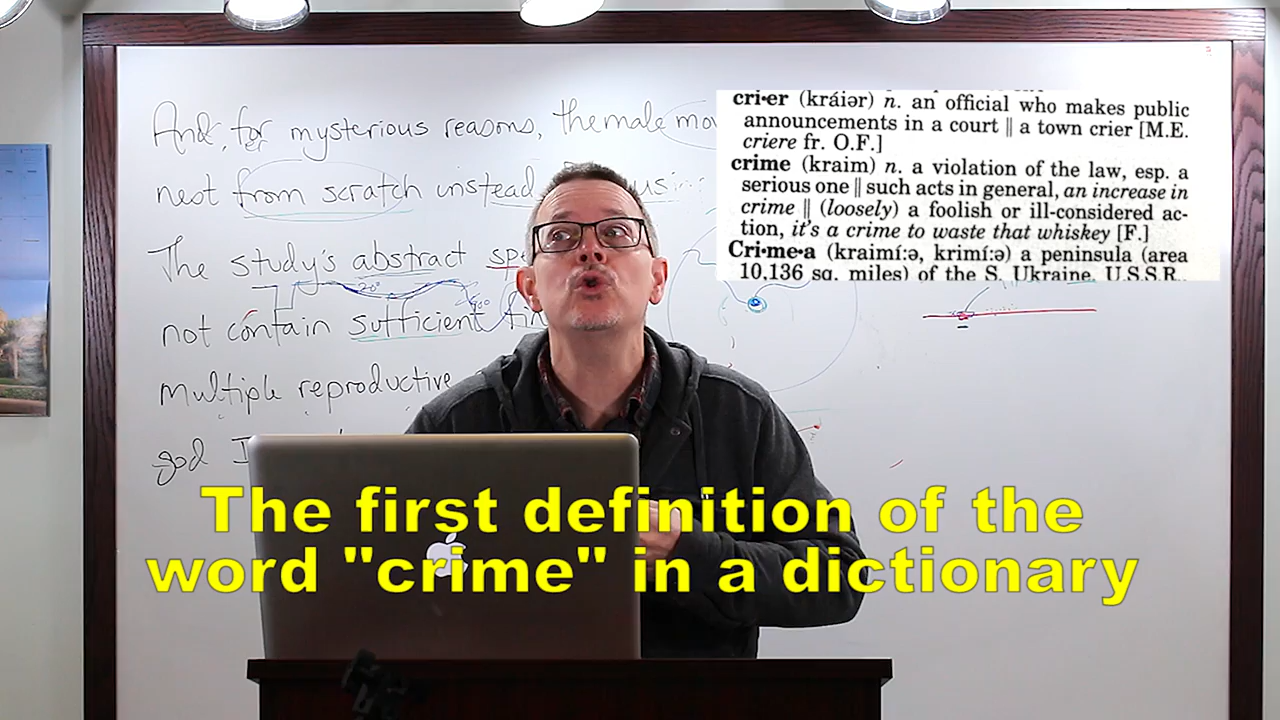 And, for mysterious reasons, the male
nest from scratch instead
The study's abstract
not contain sufficient
Multiple reproductive
god I
cri•er (kráiər) n. an official who makes public
announcements in a court ‖ a town crier [M.E.
criere fr. O.F.]
crime (kraim) n. a violation of the law, esp. a
serious one ‖ such acts in general, an increase in
crime ‖ (loosely) a foolish or ill-considered ac-
tion, it's a crime to waste that whiskey [F.]
Cri•me•a (kraimí:ə, krimí:ə) a peninsula (area
10,136 sq. miles) of the S. Ukraine, U.S.S.R.,
The first definition of the
word "crime" in a dictionary